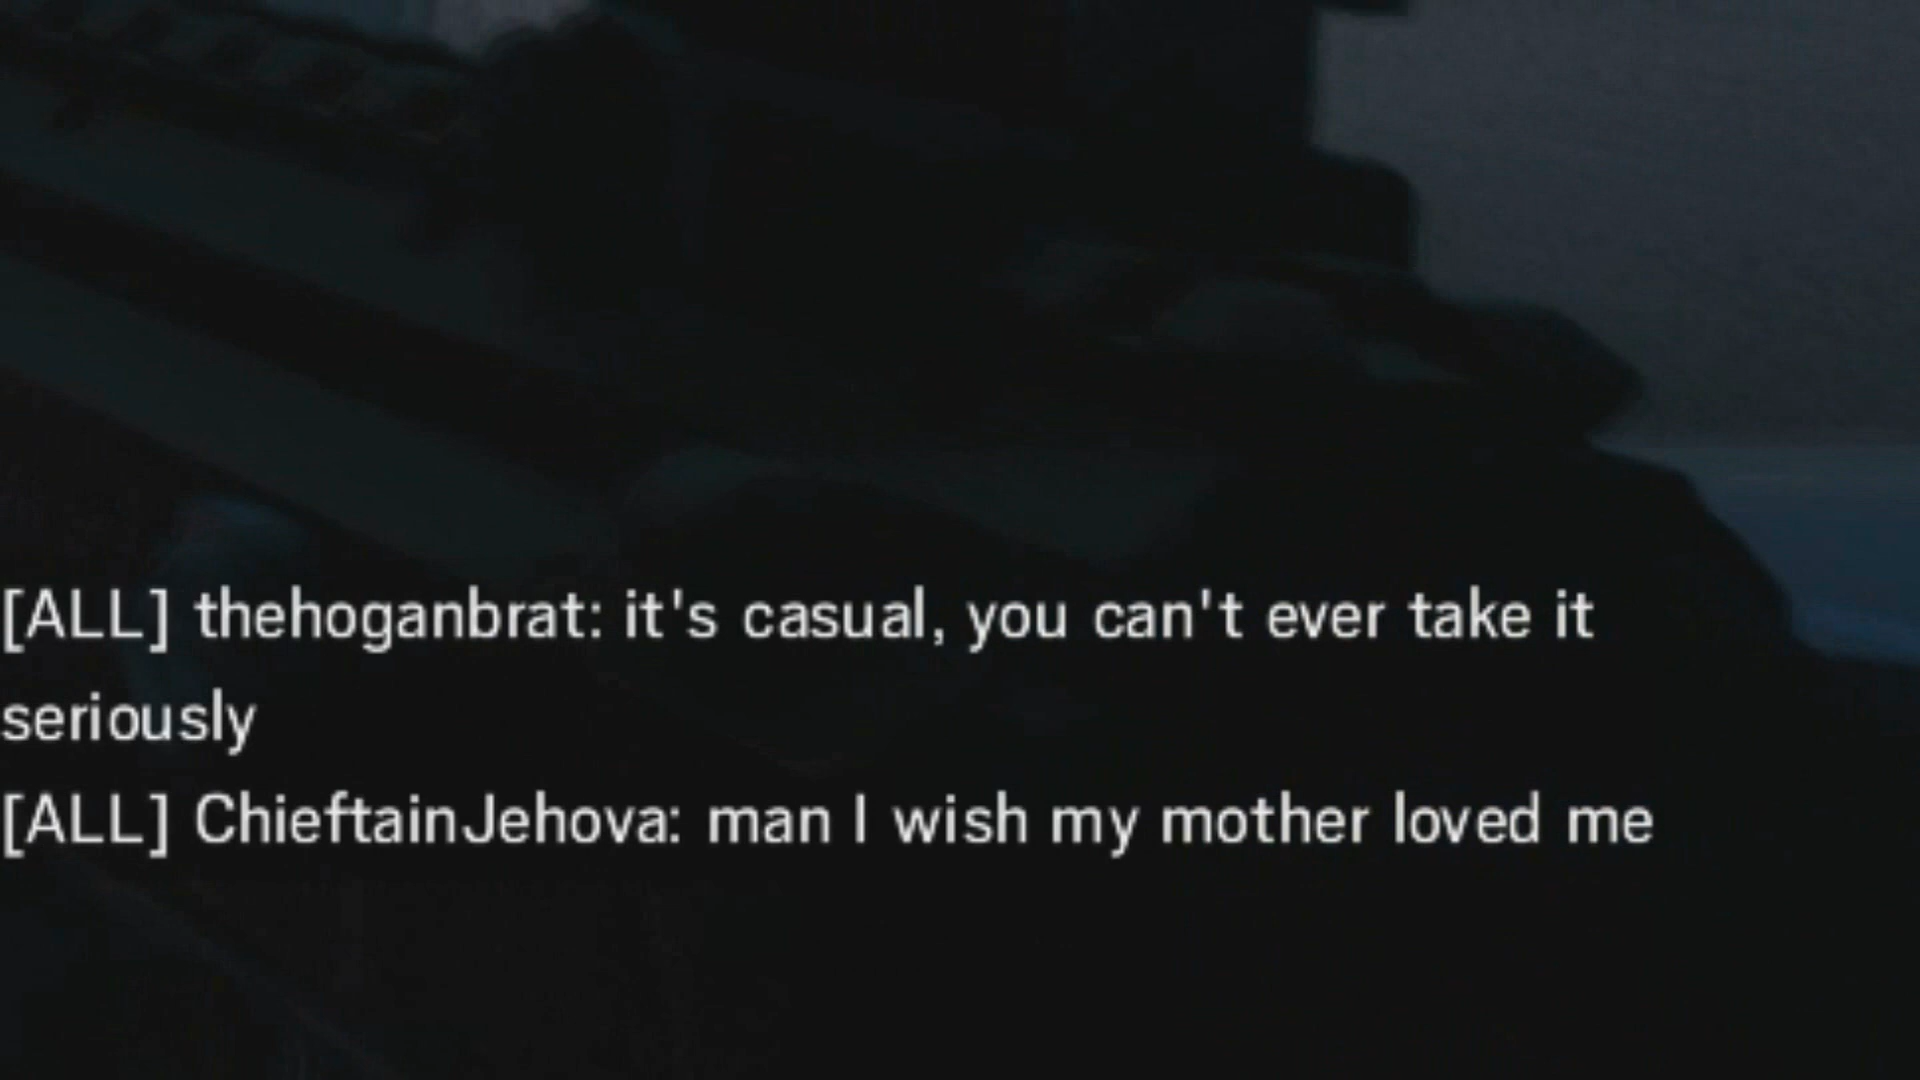 [ALL] thehoganbrat: it's casual, you can't ever take it
seriously
[ALL] ChieftainJehova: man I wish my mother loved me